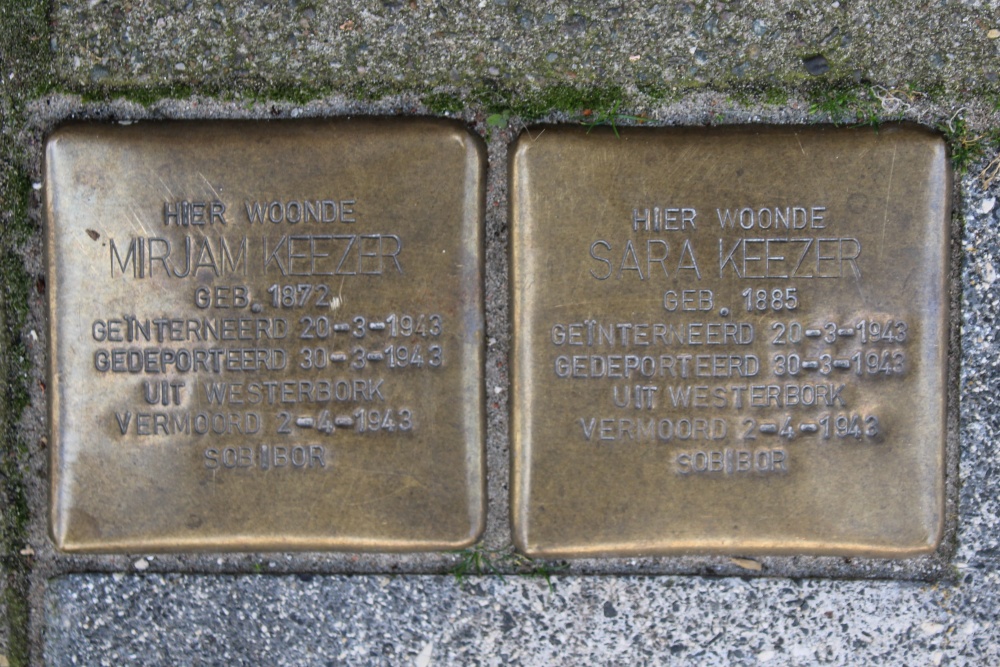 HIER WOONDE
MIRJAM KEEZER
GEB. 1872
GEÏNTERNEERD 20-3-1943
GEDEPORTEERD 30-3-1943
UIT WESTERBORK
VERMOORD 2-4-1943
SOBIBOR
HIER WOONDE
SARA KEEZER
GEB. 1885
GEÏNTERNEERD 20-3-1943
GEDEPORTEERD 30-3-1943
UIT WESTERBORK
VERMOORD 2-4-1943
SOBIBOR